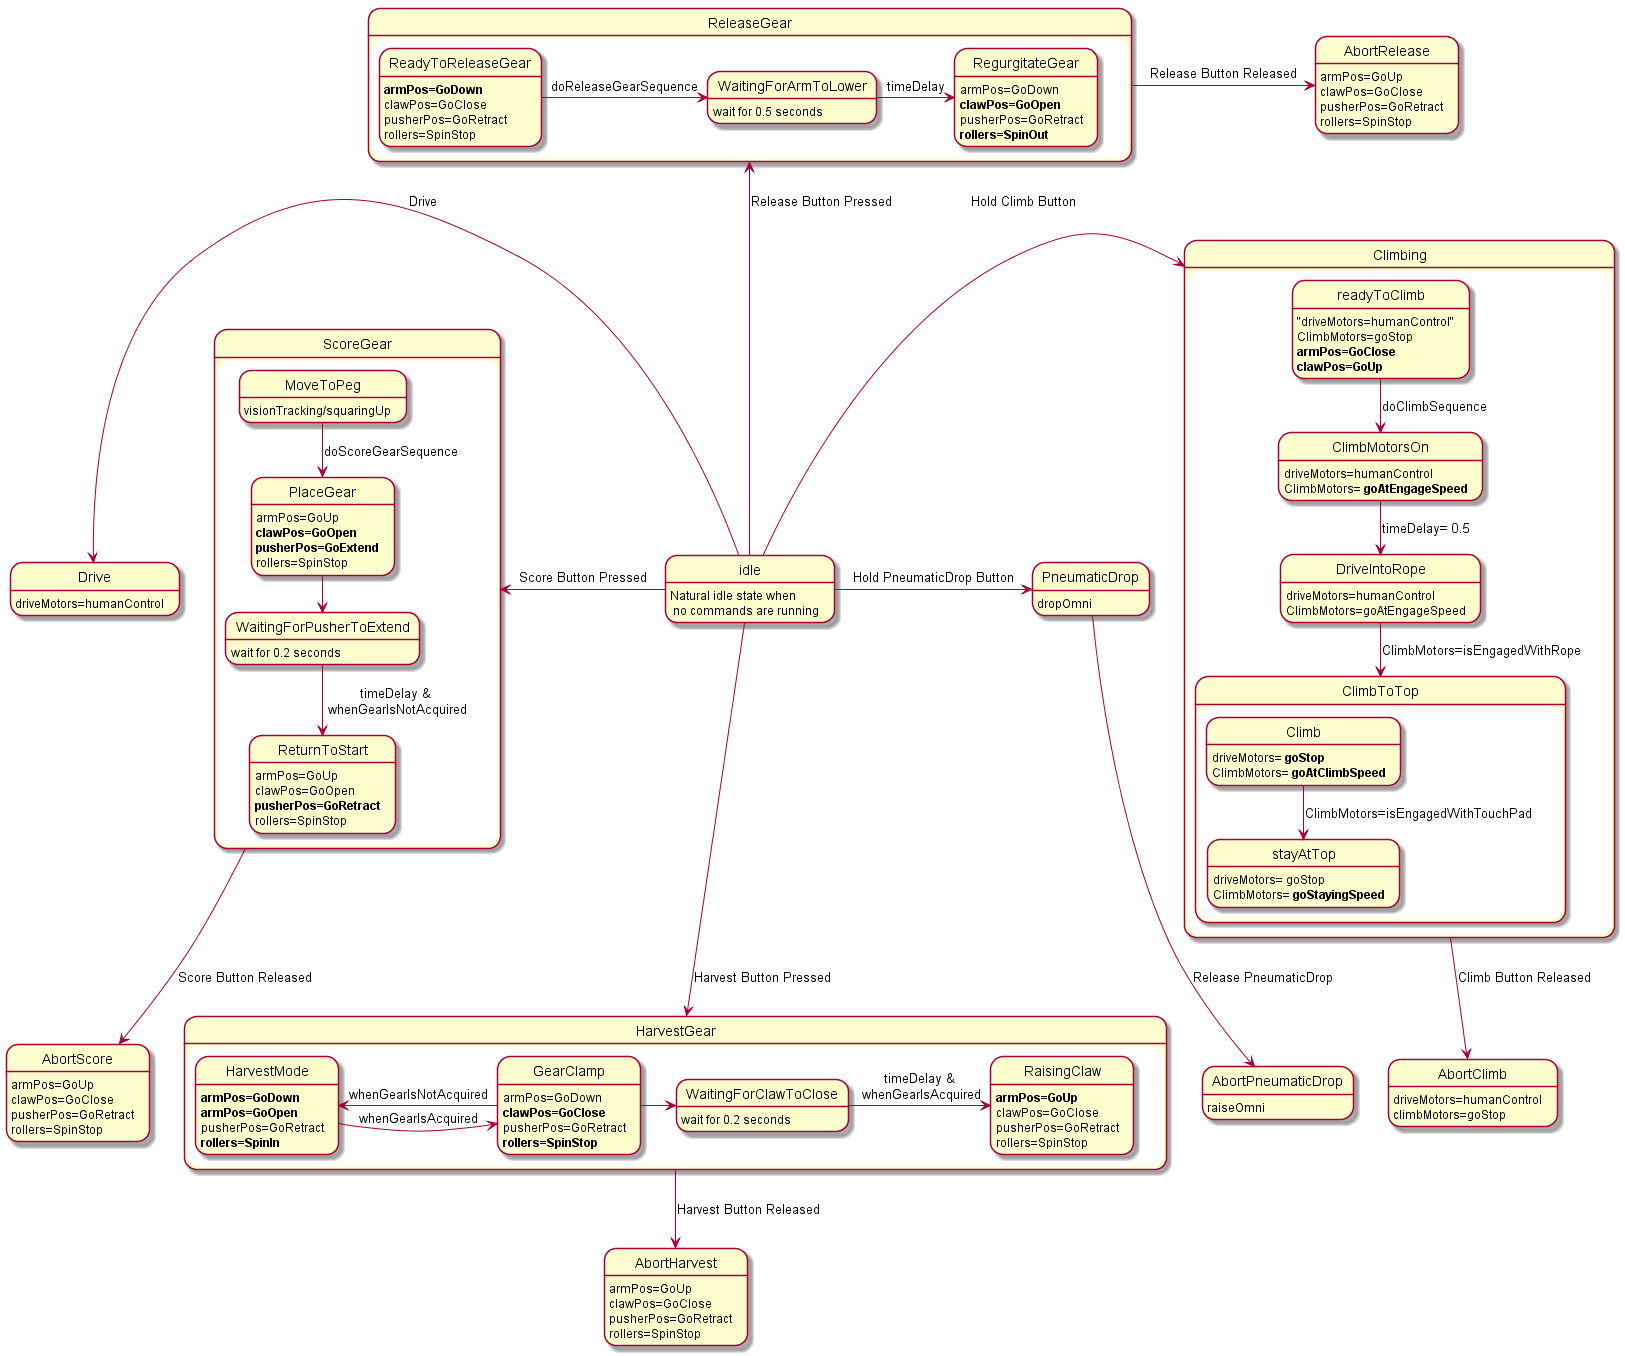 ReleaseGear
ReadyToReleaseGear
armPos=GoDown
clawPos=GoClose
pusherPos=GoRetract
rollers=SpinStop
doReleaseGearSequence
WaitingForArmToLower
wait for 0.5 seconds
timeDelay
RegurgitateGear
armPos=GoDown
clawPos=GoOpen
pusherPos=GoRetract
rollers=SpinOut
Release Button Released
AbortRelease
armPos=GoUp
clawPos=GoClose
pusherPos=GoRetract
rollers=SpinStop
Drive
Release Button Pressed
Hold Climb Button
ScoreGear
MoveToPeg
visionTracking/squaringUp
doScoreGearSequence
PlaceGear
armPos=GoUp
clawPos=GoOpen
pusherPos=GoExtend
rollers=SpinStop
WaitingForPusherToExtend
wait for 0.2 seconds
timeDelay &
whenGearIsNotAcquired
ReturnToStart
armPos=GoUp
clawPos=GoOpen
pusherPos=GoRetract
rollers=SpinStop
Drive
driveMotors=humanControl
Score Button Pressed
idle
Natural idle state when
no commands are running
Hold PneumaticDrop Button
PneumaticDrop
dropOmni
Climbing
readyToClimb
"driveMotors=humanControl"
ClimbMotors=goStop
armPos=GoClose
clawPos=GoUp
doClimbSequence
ClimbMotorsOn
driveMotors=humanControl
ClimbMotors= goAtEngageSpeed
timeDelay= 0.5
DriveIntoRope
driveMotors=humanControl
ClimbMotors=goAtEngageSpeed
ClimbMotors=isEngagedWithRope
ClimbToTop
Climb
driveMotors= goStop
ClimbMotors= goAtClimbSpeed
ClimbMotors=isEngagedWithTouchPad
stayAtTop
driveMotors= goStop
ClimbMotors= goStayingSpeed
Score Button Released
Harvest Button Pressed
Release PneumaticDrop
Climb Button Released
AbortScore
armPos=GoUp
clawPos=GoClose
pusherPos=GoRetract
rollers=SpinStop
HarvestGear
HarvestMode
armPos=GoDown
armPos=GoOpen
pusherPos=GoRetract
rollers=SpinIn
whenGearIsNotAcquired
whenGearIsAcquired
GearClamp
armPos=GoDown
clawPos=GoClose
pusherPos=GoRetract
rollers=SpinStop
WaitingForClawToClose
wait for 0.2 seconds
timeDelay &
whenGearIsAcquired
RaisingClaw
armPos=GoUp
clawPos=GoClose
pusherPos=GoRetract
rollers=SpinStop
AbortPneumaticDrop
raiseOmni
AbortClimb
driveMotors=humanControl
climbMotors=goStop
Harvest Button Released
AbortHarvest
armPos=GoUp
clawPos=GoClose
pusherPos=GoRetract
rollers=SpinStop